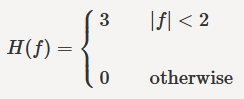 3 |f| < 2
H(f) = {
0 otherwise